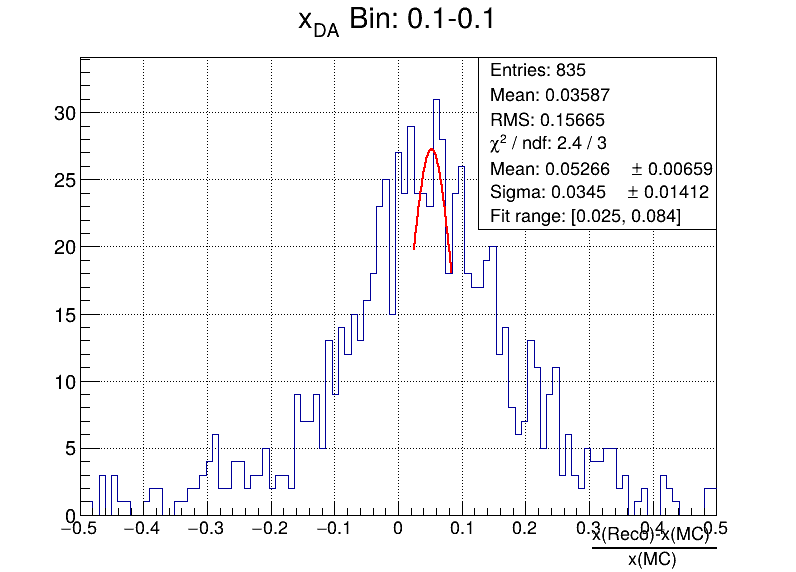 x_DA Bin: 0.1-0.1
Entries: 835
Mean: 0.03587
RMS: 0.15665
χ² / ndf: 2.4 / 3
Mean: 0.05266 ± 0.00659
Sigma: 0.0345 ± 0.01412
Fit range: [0.025, 0.084]
30
25
20
15
10
5
0
−0.5 −0.4 −0.3 −0.2 −0.1 0 0.1 0.2 0.3 0.4 0.5
x(Reco)-x(MC)
x(MC)